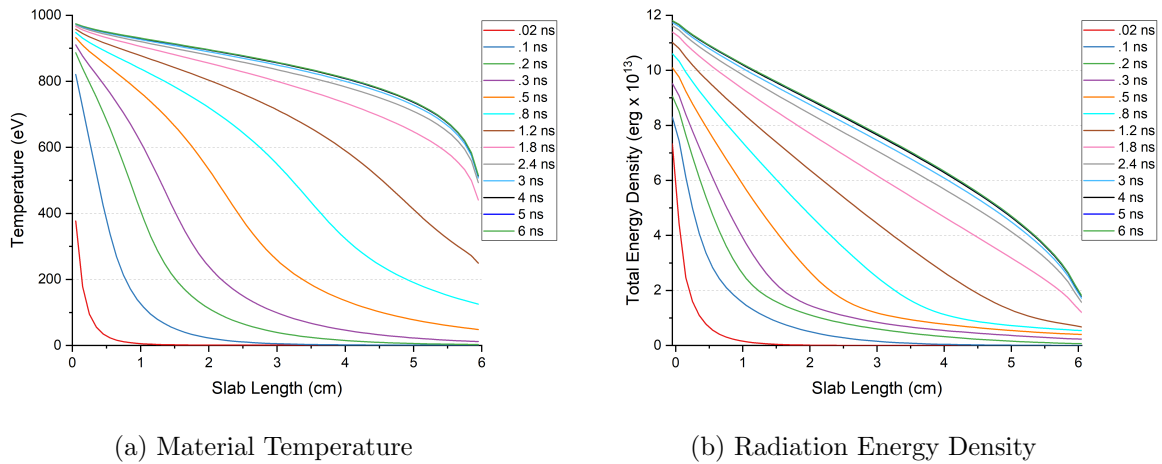 1000
800
600
400
200
0
Temperature (eV)
0 1 2 3 4 5 6
Slab Length (cm)
.02 ns
.1 ns
.2 ns
.3 ns
.5 ns
.8 ns
1.2 ns
1.8 ns
2.4 ns
3 ns
4 ns
5 ns
6 ns
(a) Material Temperature
12
10
8
6
4
2
0
Total Energy Density (erg x 10¹³)
0 1 2 3 4 5 6
Slab Length (cm)
.02 ns
.1 ns
.2 ns
.3 ns
.5 ns
.8 ns
1.2 ns
1.8 ns
2.4 ns
3 ns
4 ns
5 ns
6 ns
(b) Radiation Energy Density